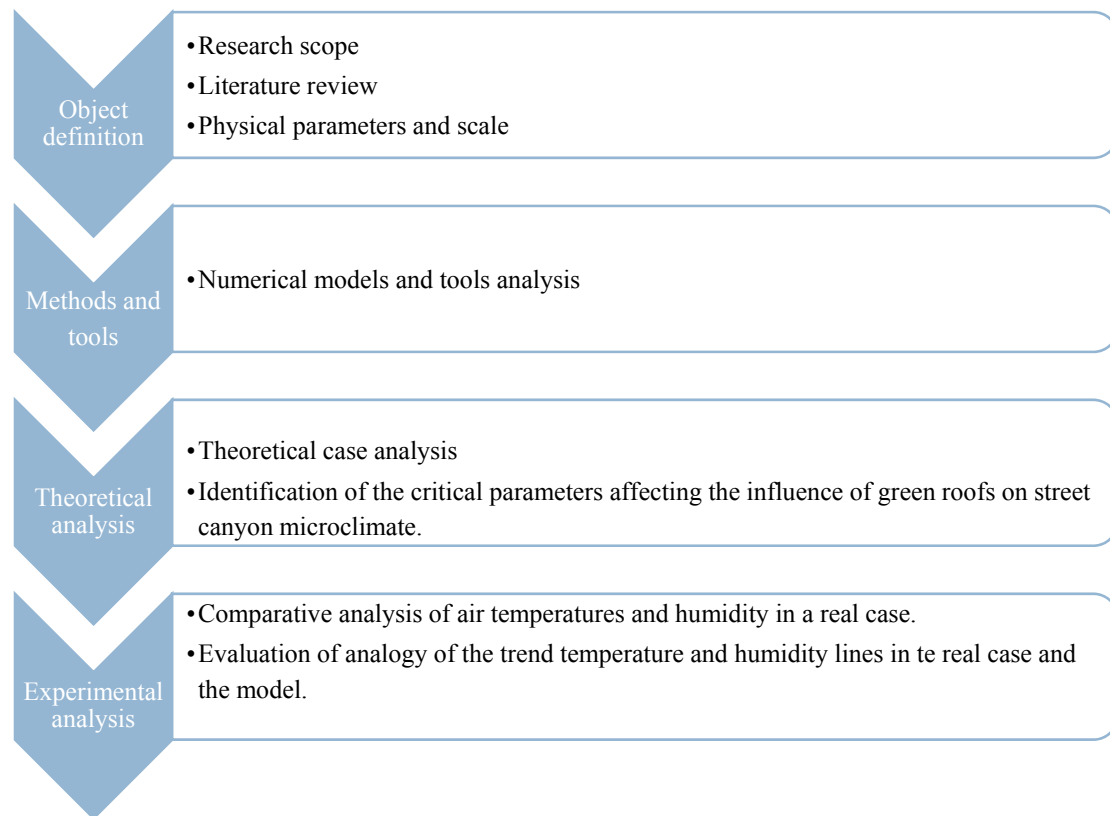 Object
definition
•Research scope
•Literature review
•Physical parameters and scale
Methods and
tools
•Numerical models and tools analysis
Theoretical
analysis
•Theoretical case analysis
•Identification of the critical parameters affecting the influence of green roofs on street
canyon microclimate.
Experimental
analysis
•Comparative analysis of air temperatures and humidity in a real case.
•Evaluation of analogy of the trend temperature and humidity lines in te real case and
the model.